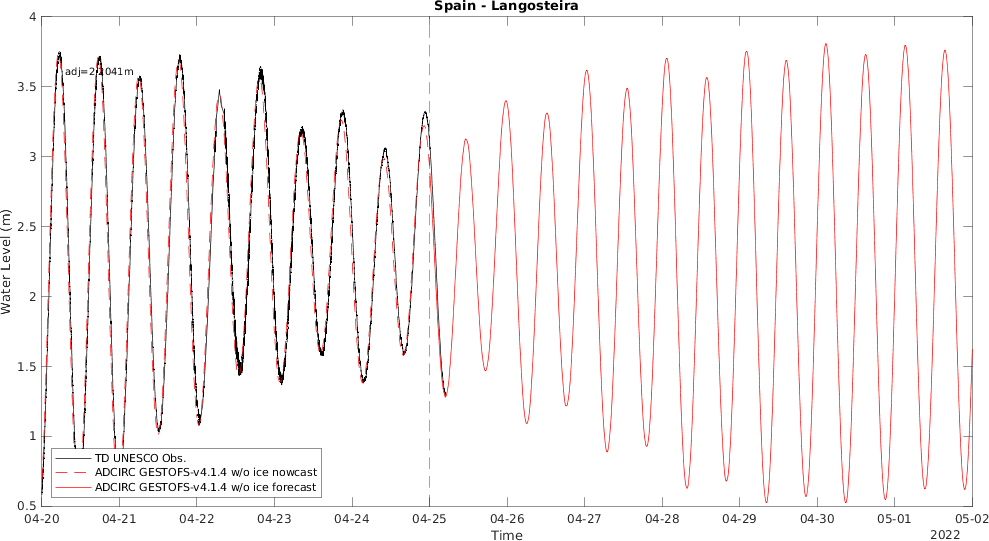 Spain - Langosteira
4
3.5
3
2.5
2
1.5
1
0.5
Water Level (m)
adj=2.1041m
TD UNESCO Obs.
ADCIRC GESTOFS-v4.1.4 w/o ice nowcast
ADCIRC GESTOFS-v4.1.4 w/o ice forecast
04-20 04-21 04-22 04-23 04-24 04-25 04-26 04-27 04-28 04-29 04-30 05-01 05-02
Time
2022